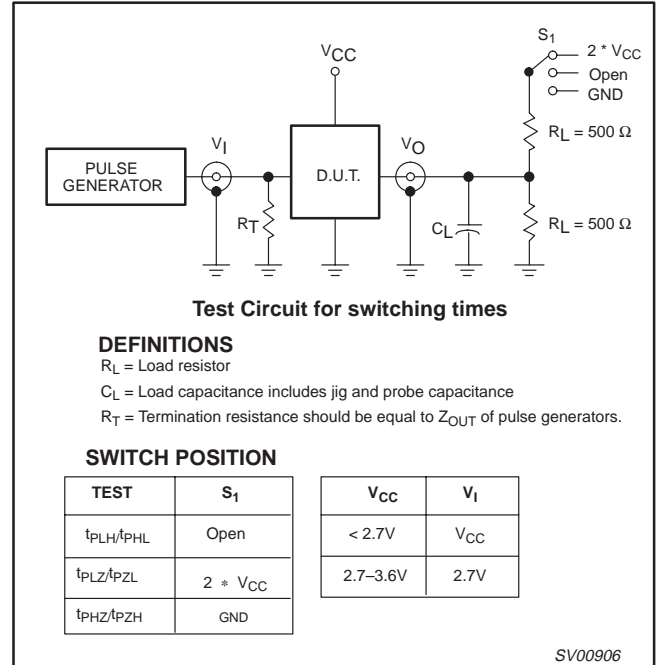 S1
2 * VCC
VCC
Open
GND
RL = 500 Ω
VI
VO
PULSE
GENERATOR
D.U.T.
RT
CL
RL = 500 Ω
Test Circuit for switching times
DEFINITIONS
RL = Load resistor
CL = Load capacitance includes jig and probe capacitance
RT = Termination resistance should be equal to ZOUT of pulse generators.
SWITCH POSITION
TEST S1
tPLH/tPHL Open
tPLZ/tPZL 2 * VCC
tPHZ/tPZH GND
VCC VI
< 2.7V VCC
2.7–3.6V 2.7V
SV00906